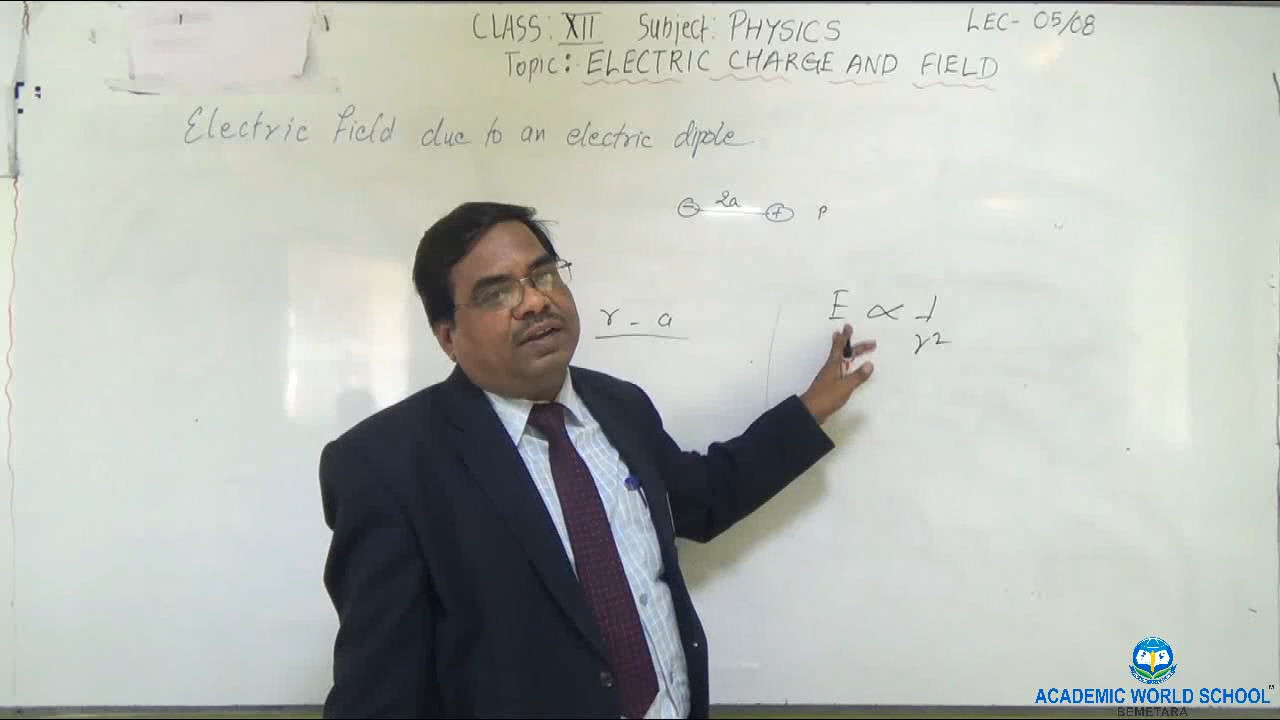 CLASS: XII Subject: PHYSICS LEC- 05/08
Topic: ELECTRIC CHARGE AND FIELD
Electric field due to an electric dipole.
- 2a + P
E ∝ 1
r - a
r2
ACADEMIC WORLD SCHOOL™
BEMETARA